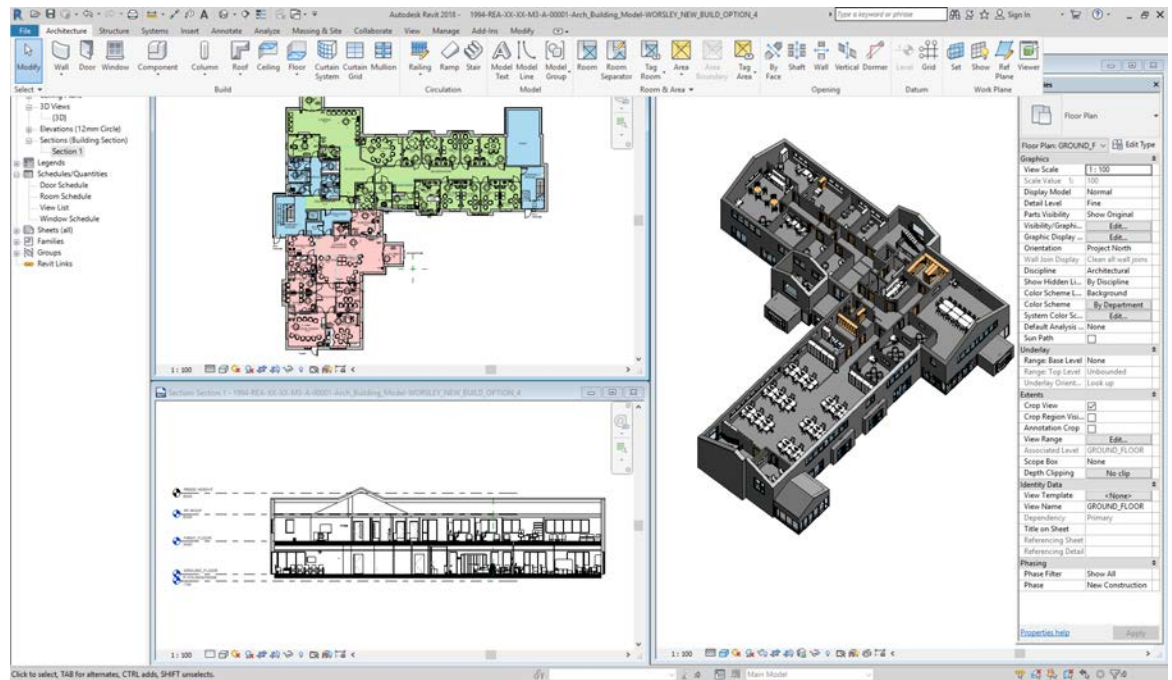 Autodesk Revit 2018 - 1994-REA-XX-XX-M3-A-00001-Arch_Building_Model-WORSLEY_NEW_BUILD_OPTION_4
Type a keyword or phrase
Sign In
File Architecture Structure Systems Insert Annotate Analyze Massing & Site Collaborate View Manage Add-Ins Modify
Modify Wall Door Window Component Column Roof Ceiling Floor Curtain System Curtain Grid Mullion Railing Ramp Stair Model Text Model Line Model Group Room Room Separator Tag Room Area Area Boundary Tag Area By Face Shaft Wall Vertical Dormer Level Grid Set Show Ref Plane Viewer
Select Build Circulation Model Room & Area Opening Datum Work Plane
3D Views
{3D}
Elevations (12mm Circle)
Sections (Building Section)
Section 1
Legends
Schedules/Quantities
Door Schedule
Room Schedule
View List
Window Schedule
Sheets (all)
Families
Groups
Revit Links
1 : 100
Sections: Section 1 - 1994-REA-XX-XX-M3-A-00001-Arch_Building_Model-WORSLEY_NEW_BUILD_OPTION_4
1 : 100
1 : 100
Floor Plan
Floor Plan: GROUND_F Edit Type
Graphics
View Scale 1 : 100
Scale Value 1: 100
Display Model Normal
Detail Level Fine
Parts Visibility Show Original
Visibility/Graphi... Edit...
Graphic Display ... Edit...
Orientation Project North
Wall Join Display Clean all wall joins
Discipline Architectural
Show Hidden Li... By Discipline
Color Scheme L... Background
Color Scheme By Department
System Color Sc... Edit...
Default Analysis ... None
Sun Path
Underlay
Range: Base Level None
Range: Top Level Unbounded
Underlay Orient... Look up
Extents
Crop View
Crop Region Visi...
Annotation Crop
View Range Edit...
Associated Level GROUND_FLOOR
Scope Box None
Depth Clipping No clip
Identity Data
View Template <None>
View Name GROUND_FLOOR
Dependency Primary
Title on Sheet
Referencing Sheet
Referencing Detail
Phasing
Phase Filter Show All
Phase New Construction
Properties help Apply
Click to select, TAB for alternates, CTRL adds, SHIFT unselects.
Main Model